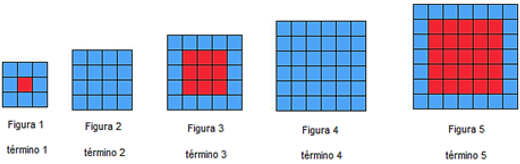 Figura 1
término 1
Figura 2
término 2
Figura 3
término 3
Figura 4
término 4
Figura 5
término 5